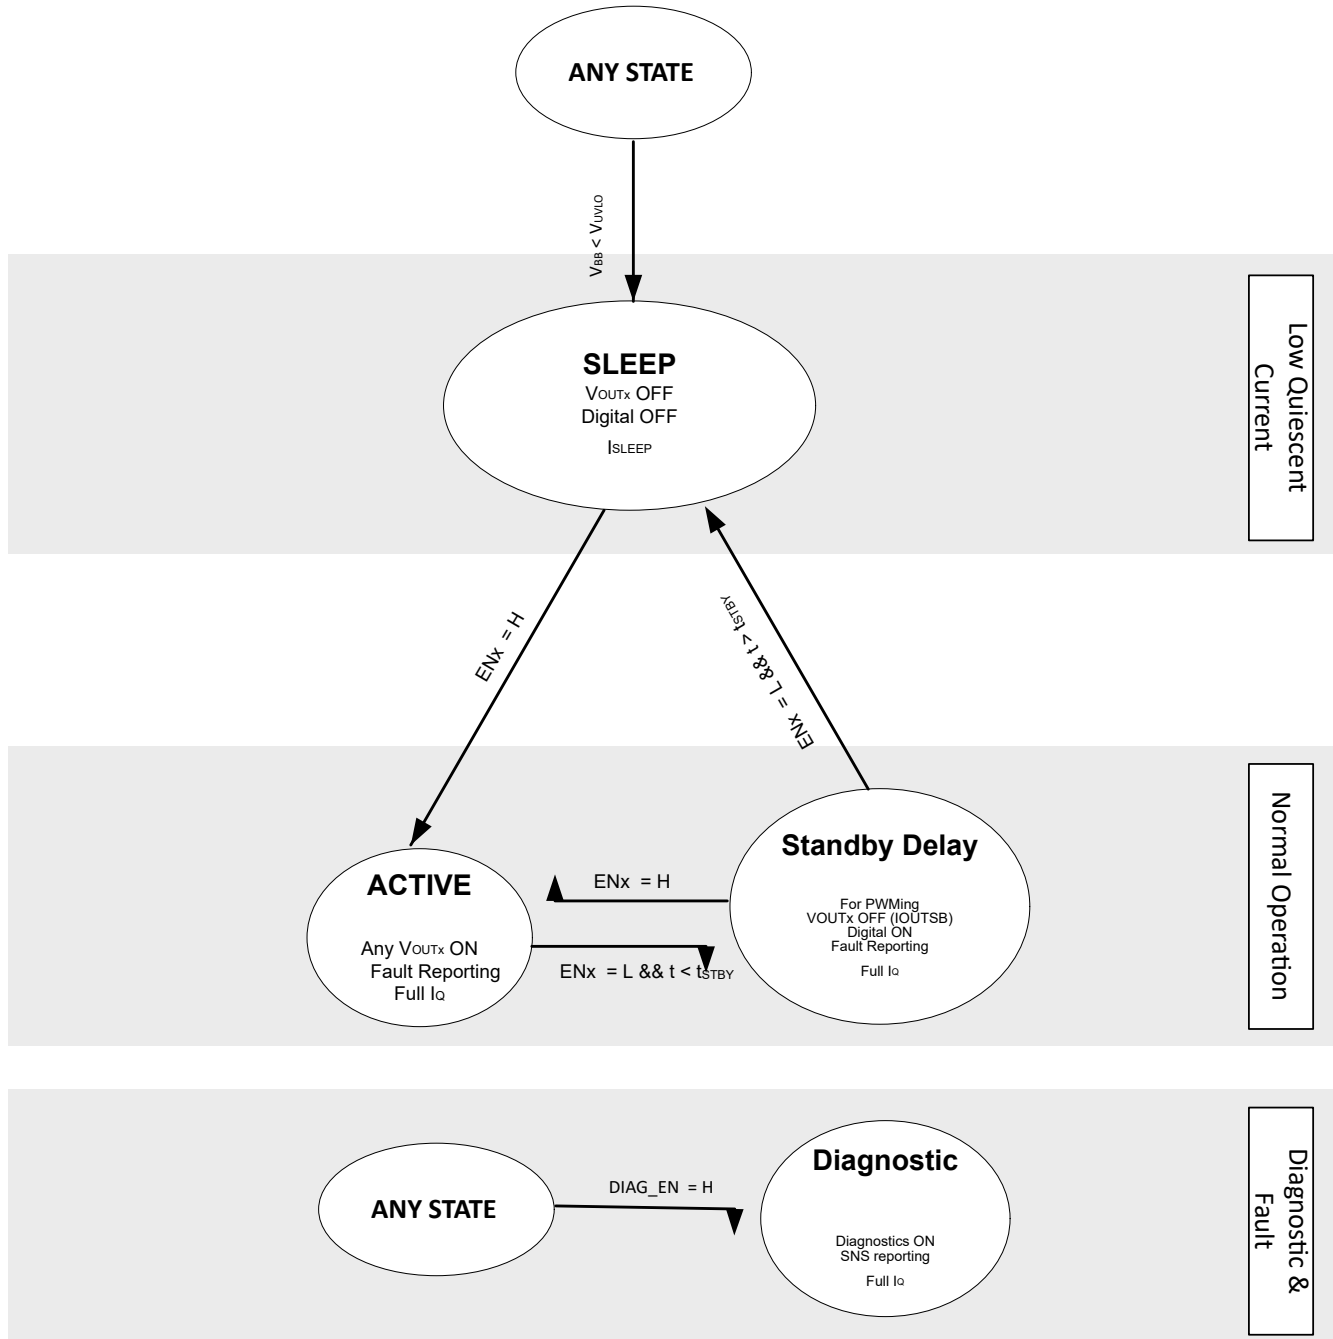 ANY STATE
VBB < VUVLO
SLEEP
VOUTx OFF
Digital OFF
ISLEEP
Low Quiescent
Current
ENx = H
ENx = L && t > tSTBY
ACTIVE
Any VOUTx ON
Fault Reporting
Full IQ
ENx = H
ENx = L && t < tSTBY
Standby Delay
For PWMing
VOUTx OFF (IOUTSB)
Digital ON
Fault Reporting
Full IQ
Normal Operation
ANY STATE
DIAG_EN = H
Diagnostic
Diagnostics ON
SNS reporting
Full IQ
Diagnostic &
Fault